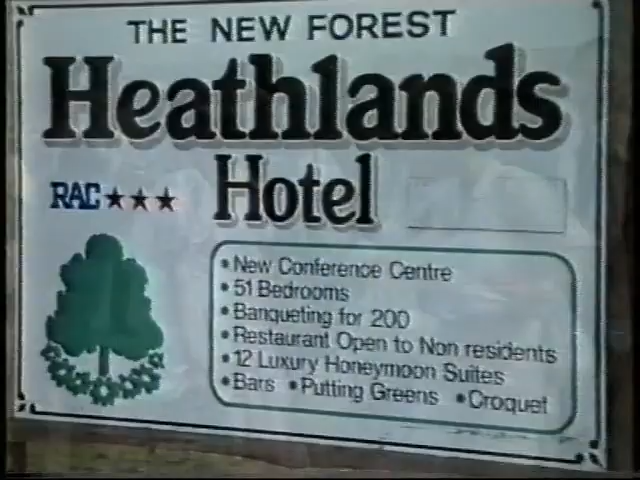 THE NEW FOREST
Heathlands
Hotel
RAC★★★
• New Conference Centre
• 51 Bedrooms
• Banqueting for 200
• Restaurant Open to Non residents
• 12 Luxury Honeymoon Suites
• Bars • Putting Greens • Croquet